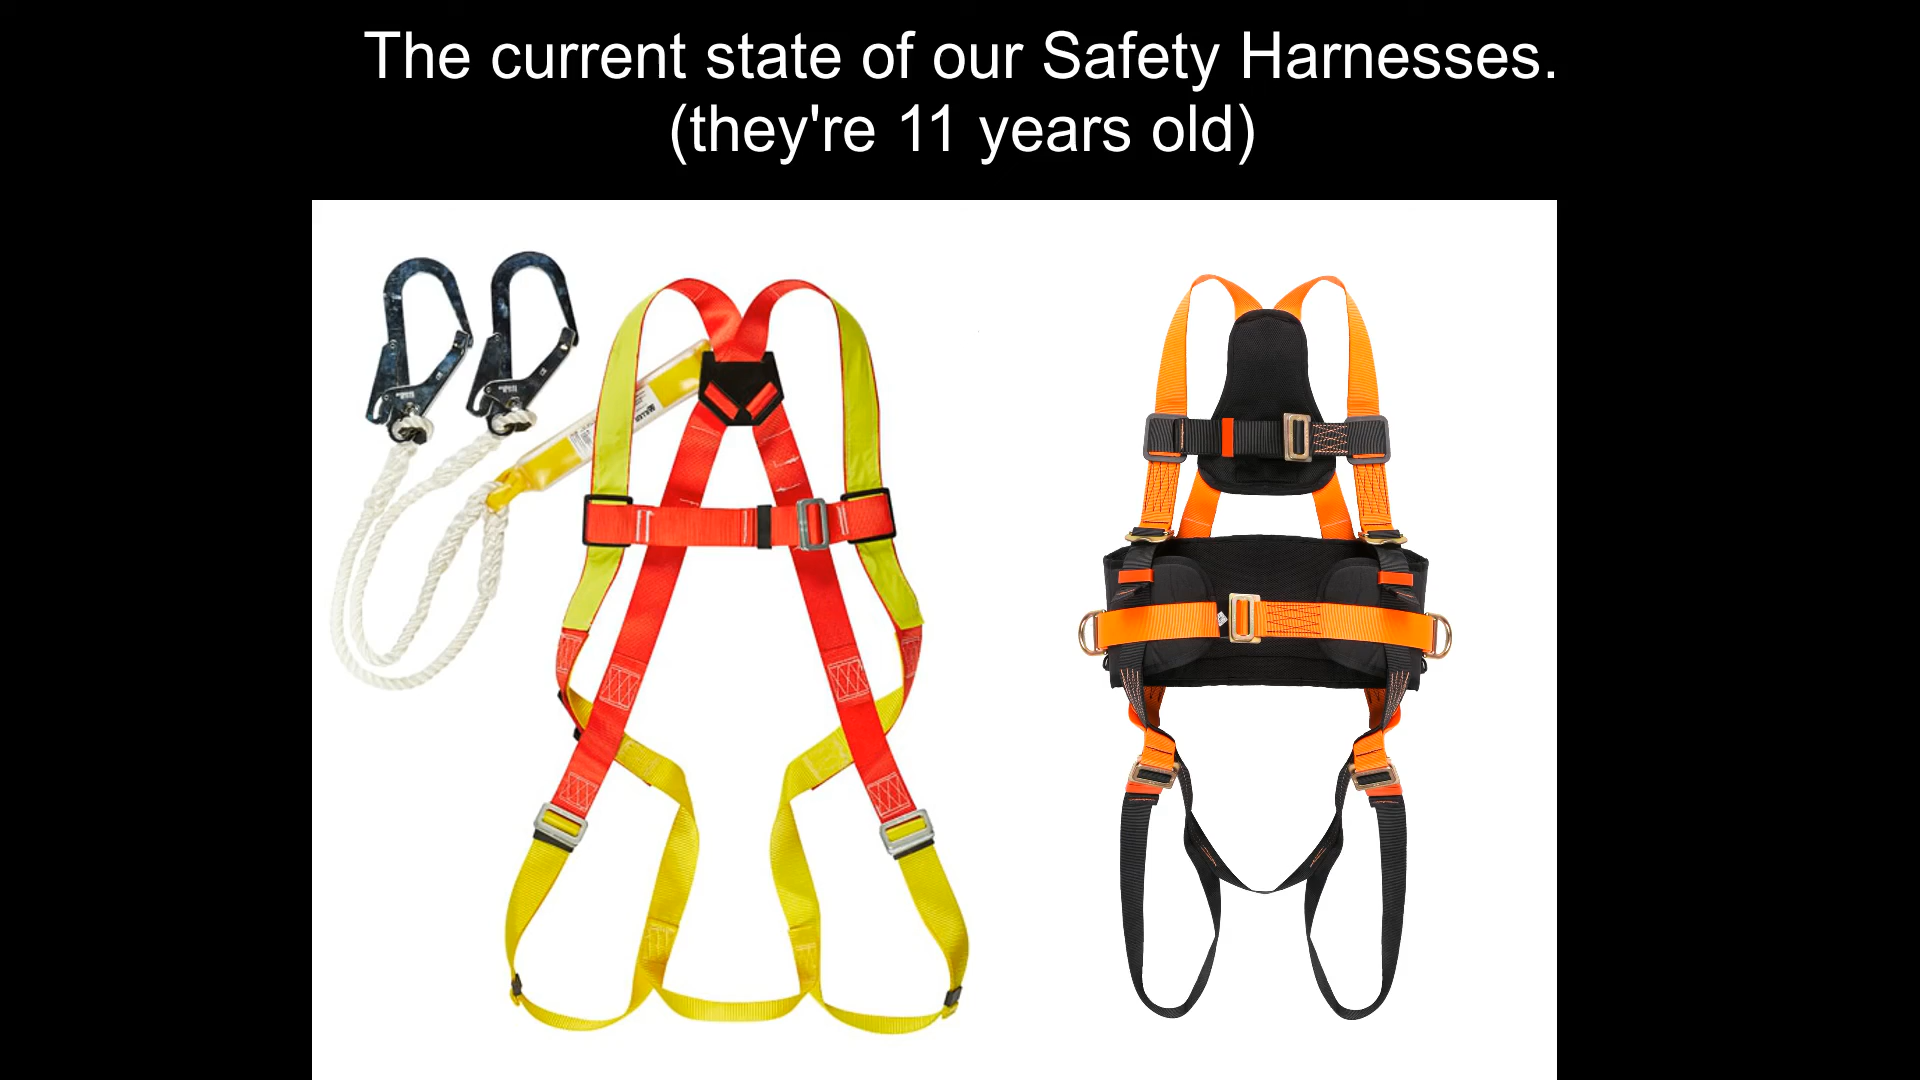 The current state of our Safety Harnesses.
(they're 11 years old)